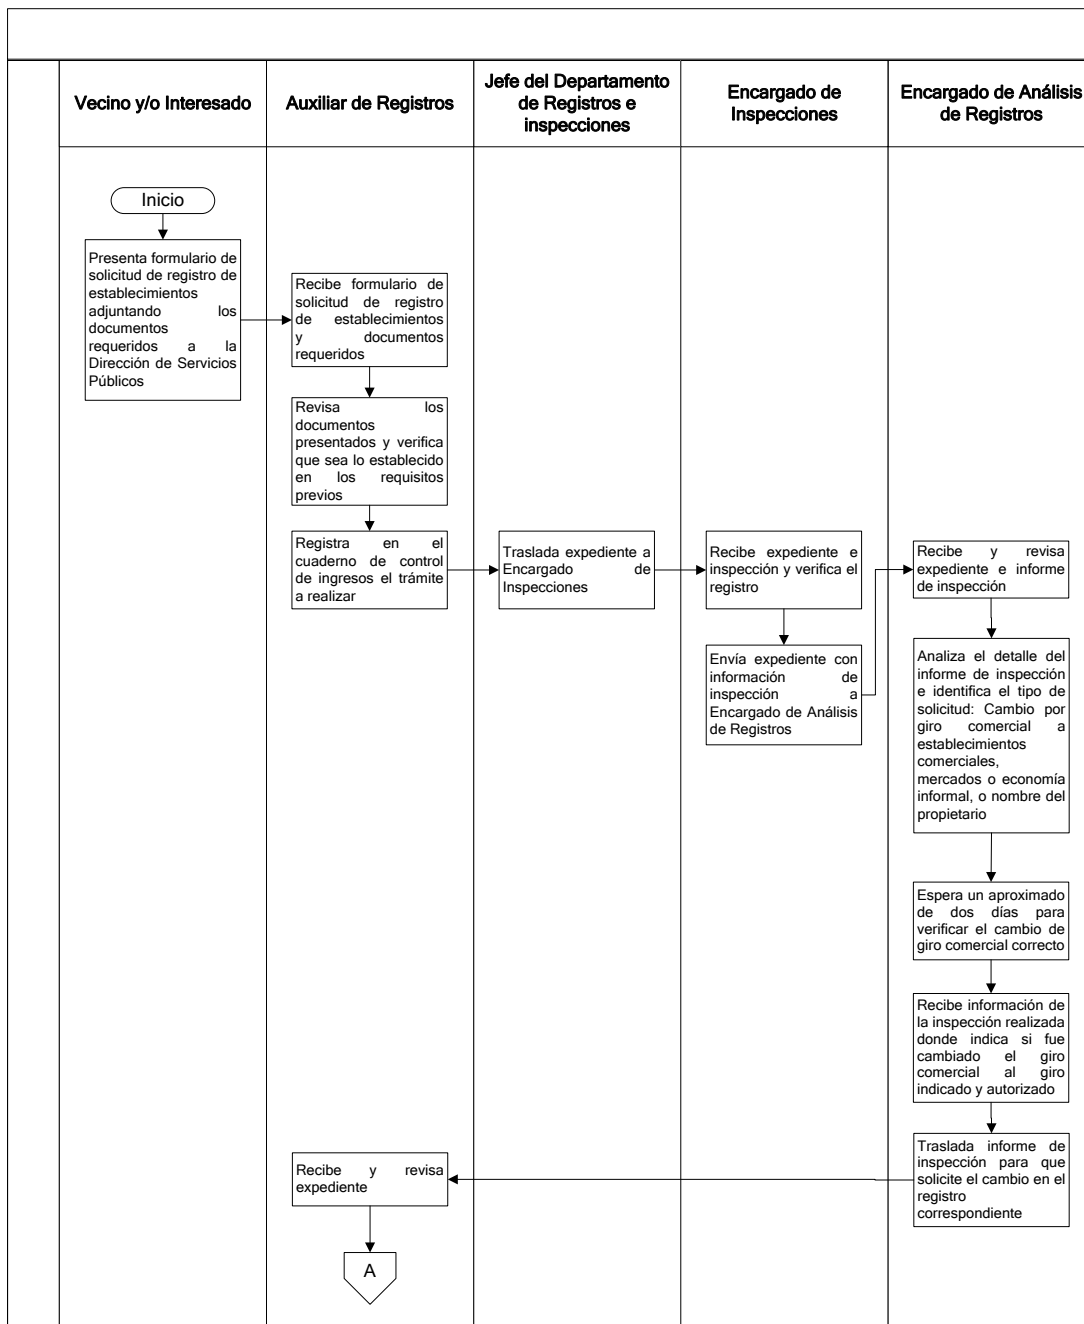 Vecino y/o Interesado
Auxiliar de Registros
Jefe del Departamento
de Registros e
inspecciones
Encargado de
Inspecciones
Encargado de Análisis
de Registros
Inicio
Presenta formulario de
solicitud de registro de
establecimientos
adjuntando los
documentos
requeridos a la
Dirección de Servicios
Públicos
Recibe formulario de
solicitud de registro
de establecimientos
y documentos
requeridos
Revisa los
documentos
presentados y verifica
que sea lo establecido
en los requisitos
previos
Registra en el
cuaderno de control
de ingresos el trámite
a realizar
Traslada expediente a
Encargado de
Inspecciones
Recibe expediente e
inspección y verifica el
registro
Envía expediente con
información de
inspección a
Encargado de Análisis
de Registros
Recibe y revisa
expediente e informe
de inspección
Analiza el detalle del
informe de inspección
e identifica el tipo de
solicitud: Cambio por
giro comercial a
establecimientos
comerciales,
mercados o economía
informal, o nombre del
propietario
Espera un aproximado
de dos días para
verificar el cambio de
giro comercial correcto
Recibe información de
la inspección realizada
donde indica si fue
cambiado el giro
comercial al giro
indicado y autorizado
Traslada informe de
inspección para que
solicite el cambio en el
registro
correspondiente
Recibe y revisa
expediente
A